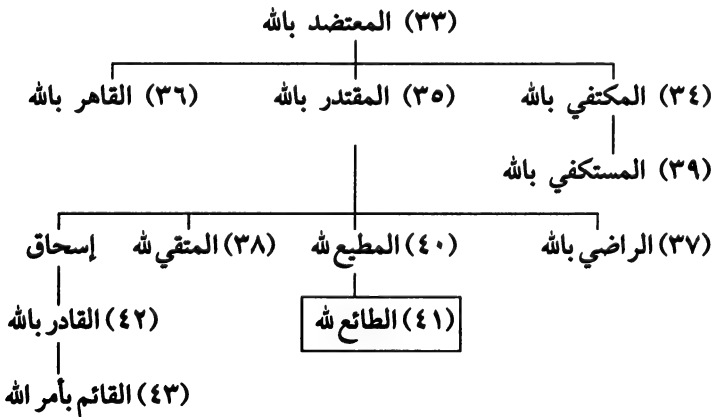 (٣٣) المعتضد بالله
(٣٤) المكتفي بالله
(٣٥) المقتدر بالله
(٣٦) القاهر بالله
(٣٩) المستكفي بالله
(٣٧) الراضي بالله
(٤٠) المطيع لله
(٣٨) المتقي لله
إسحاق
(٤١) الطائع لله
(٤٢) القادر بالله
(٤٣) القائم بأمر الله